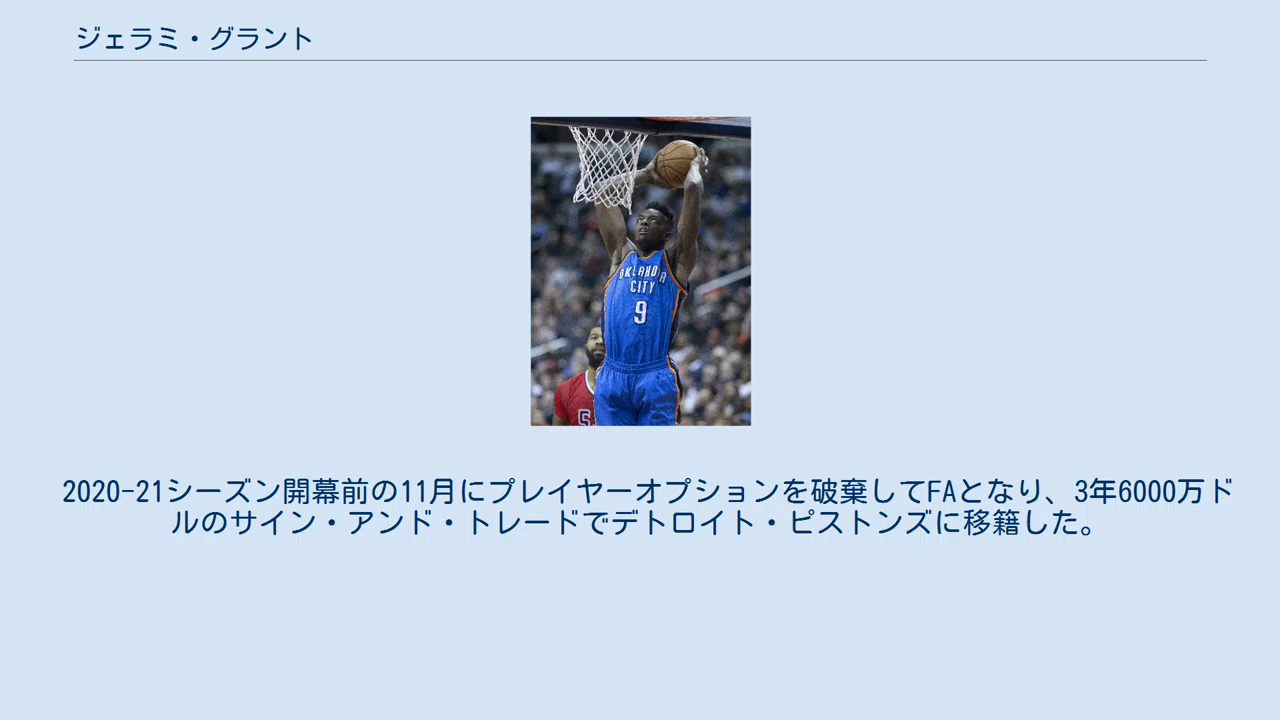 ジェラミ・グラント
OKLAHOMA
CITY
9
5
2020-21シーズン開幕前の11月にプレイヤーオプションを破棄してFAとなり、3年6000万ド
ルのサイン・アンド・トレードでデトロイト・ピストンズに移籍した。